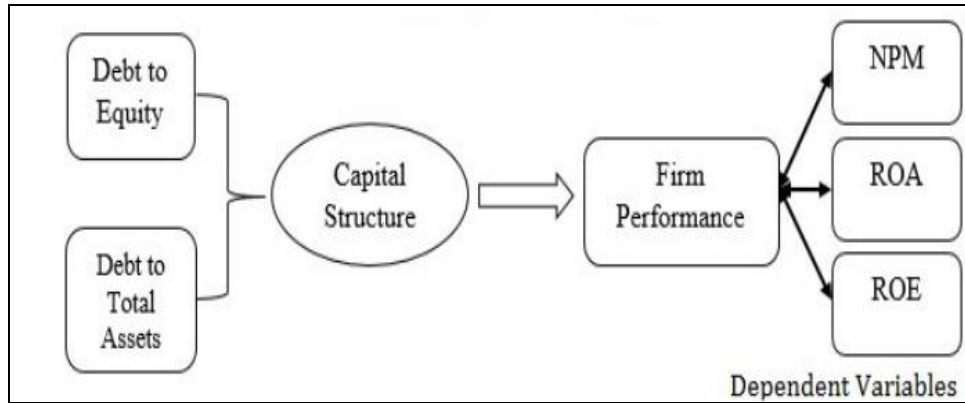 Debt to
Equity
Debt to
Total
Assets
Capital
Structure
Firm
Performance
NPM
ROA
ROE
Dependent Variables